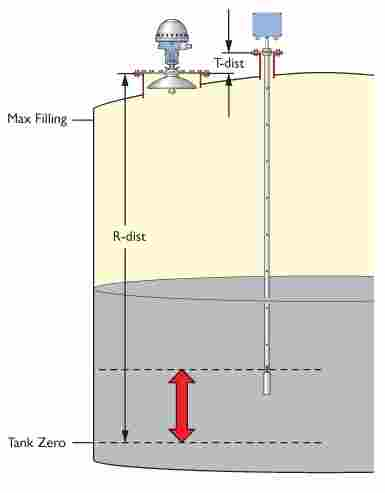 T-dist
Max Filling
R-dist
Tank Zero